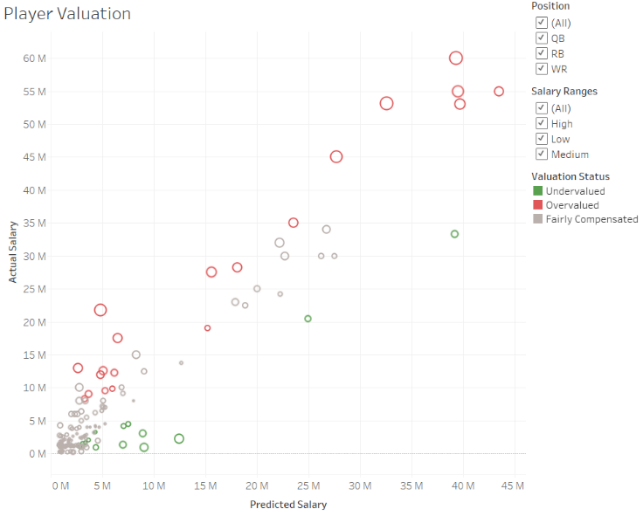 Player Valuation
60 M
55 M
50 M
45 M
40 M
35 M
30 M
25 M
20 M
15 M
10 M
5 M
0 M
Actual Salary
0 M 5 M 10 M 15 M 20 M 25 M 30 M 35 M 40 M 45 M
Predicted Salary
Position
(All)
QB
RB
WR
Salary Ranges
(All)
High
Low
Medium
Valuation Status
Undervalued
Overvalued
Fairly Compensated